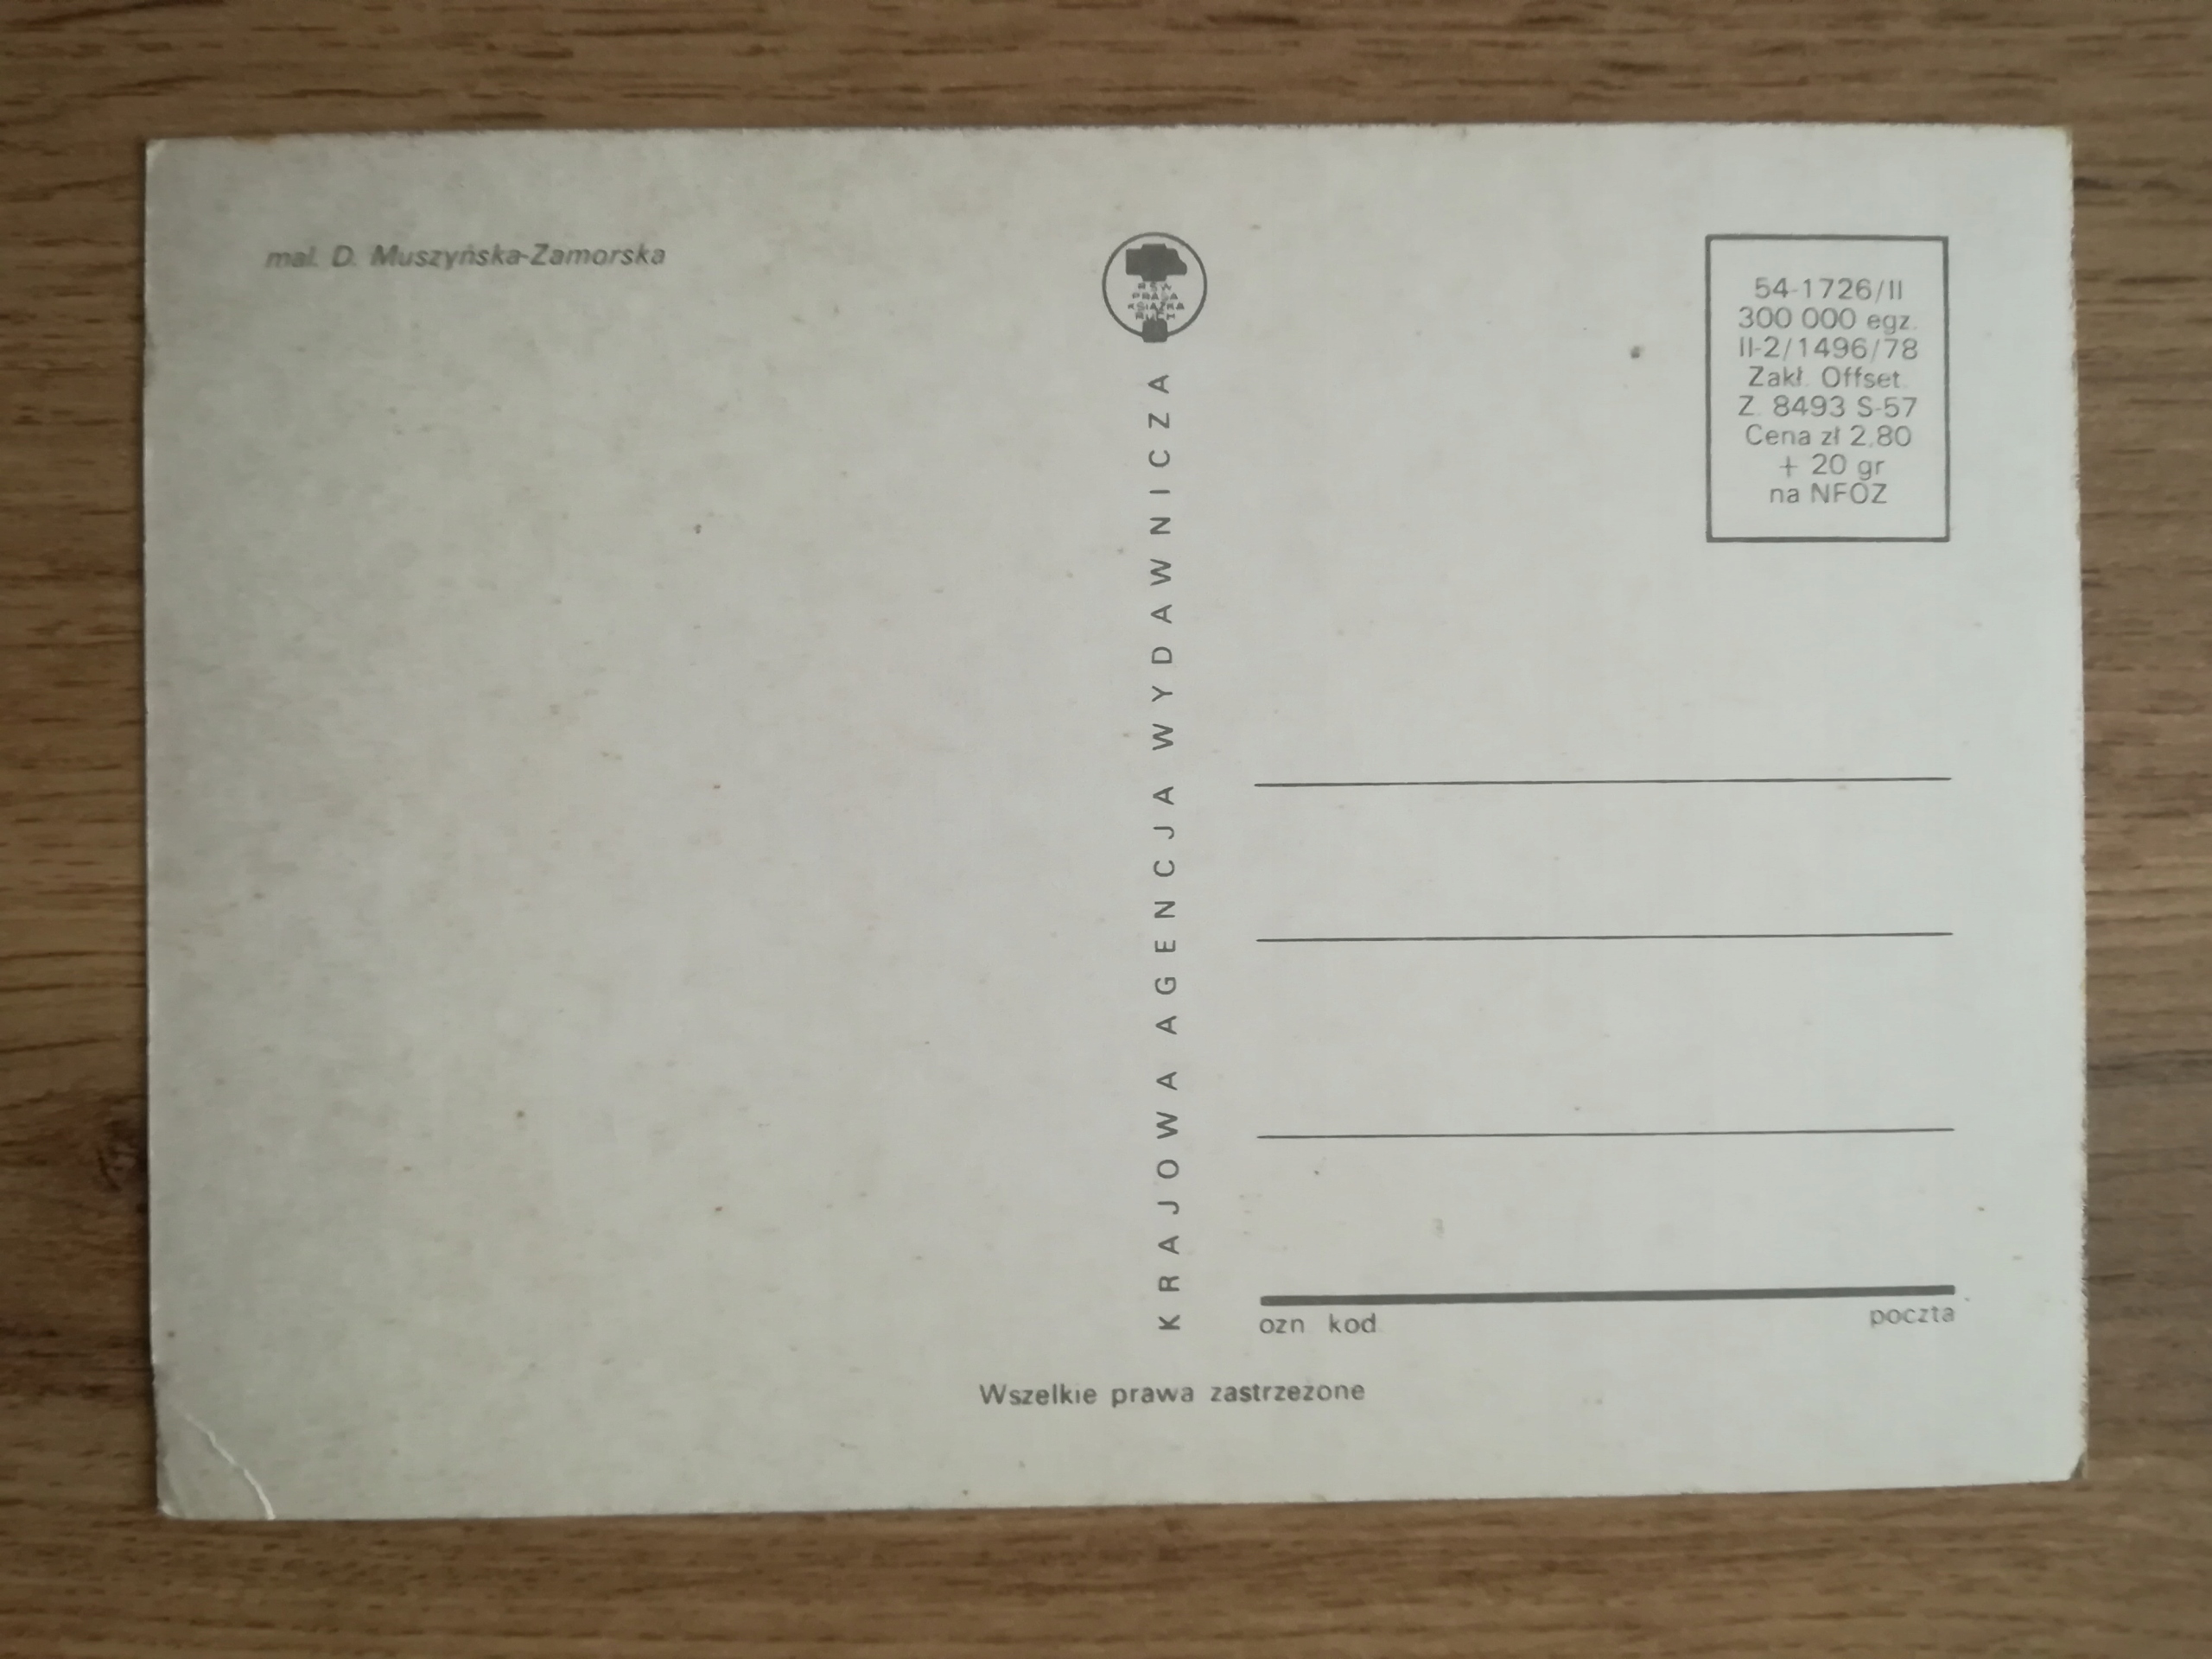 mal. D. Muszyńska-Zamorska
RSW
PRASA
KSIĄŻKA
RUCH
KRAJOWA AGENCJA WYDAWNICZA
54-1726/II
300 000 egz.
II-2/1496/78
Zakł. Offset.
Z. 8493 S-57
Cena zł 2,80
+ 20 gr
na NFOZ
ozn kod
poczta
Wszelkie prawa zastrzeżone